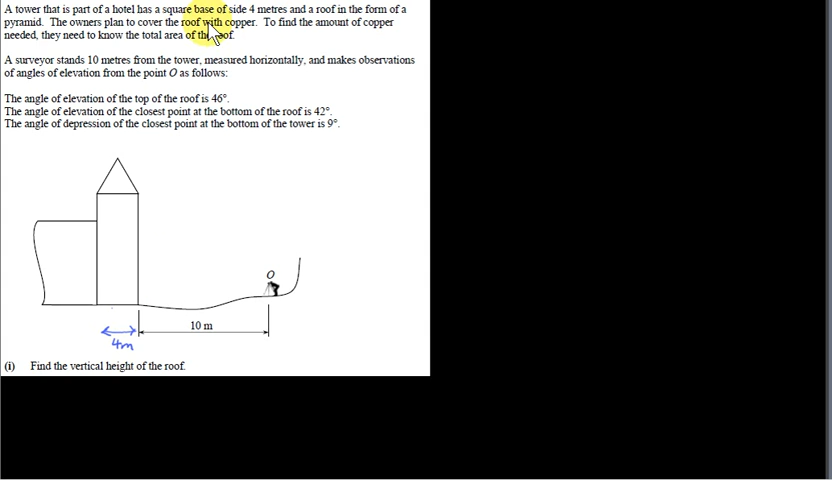 A tower that is part of a hotel has a square base of side 4 metres and a roof in the form of a
pyramid. The owners plan to cover the roof with copper. To find the amount of copper
needed, they need to know the total area of the roof.
A surveyor stands 10 metres from the tower, measured horizontally, and makes observations
of angles of elevation from the point O as follows:
The angle of elevation of the top of the roof is 46°.
The angle of elevation of the closest point at the bottom of the roof is 42°.
The angle of depression of the closest point at the bottom of the tower is 9°.
O
10 m
4m
(i) Find the vertical height of the roof.